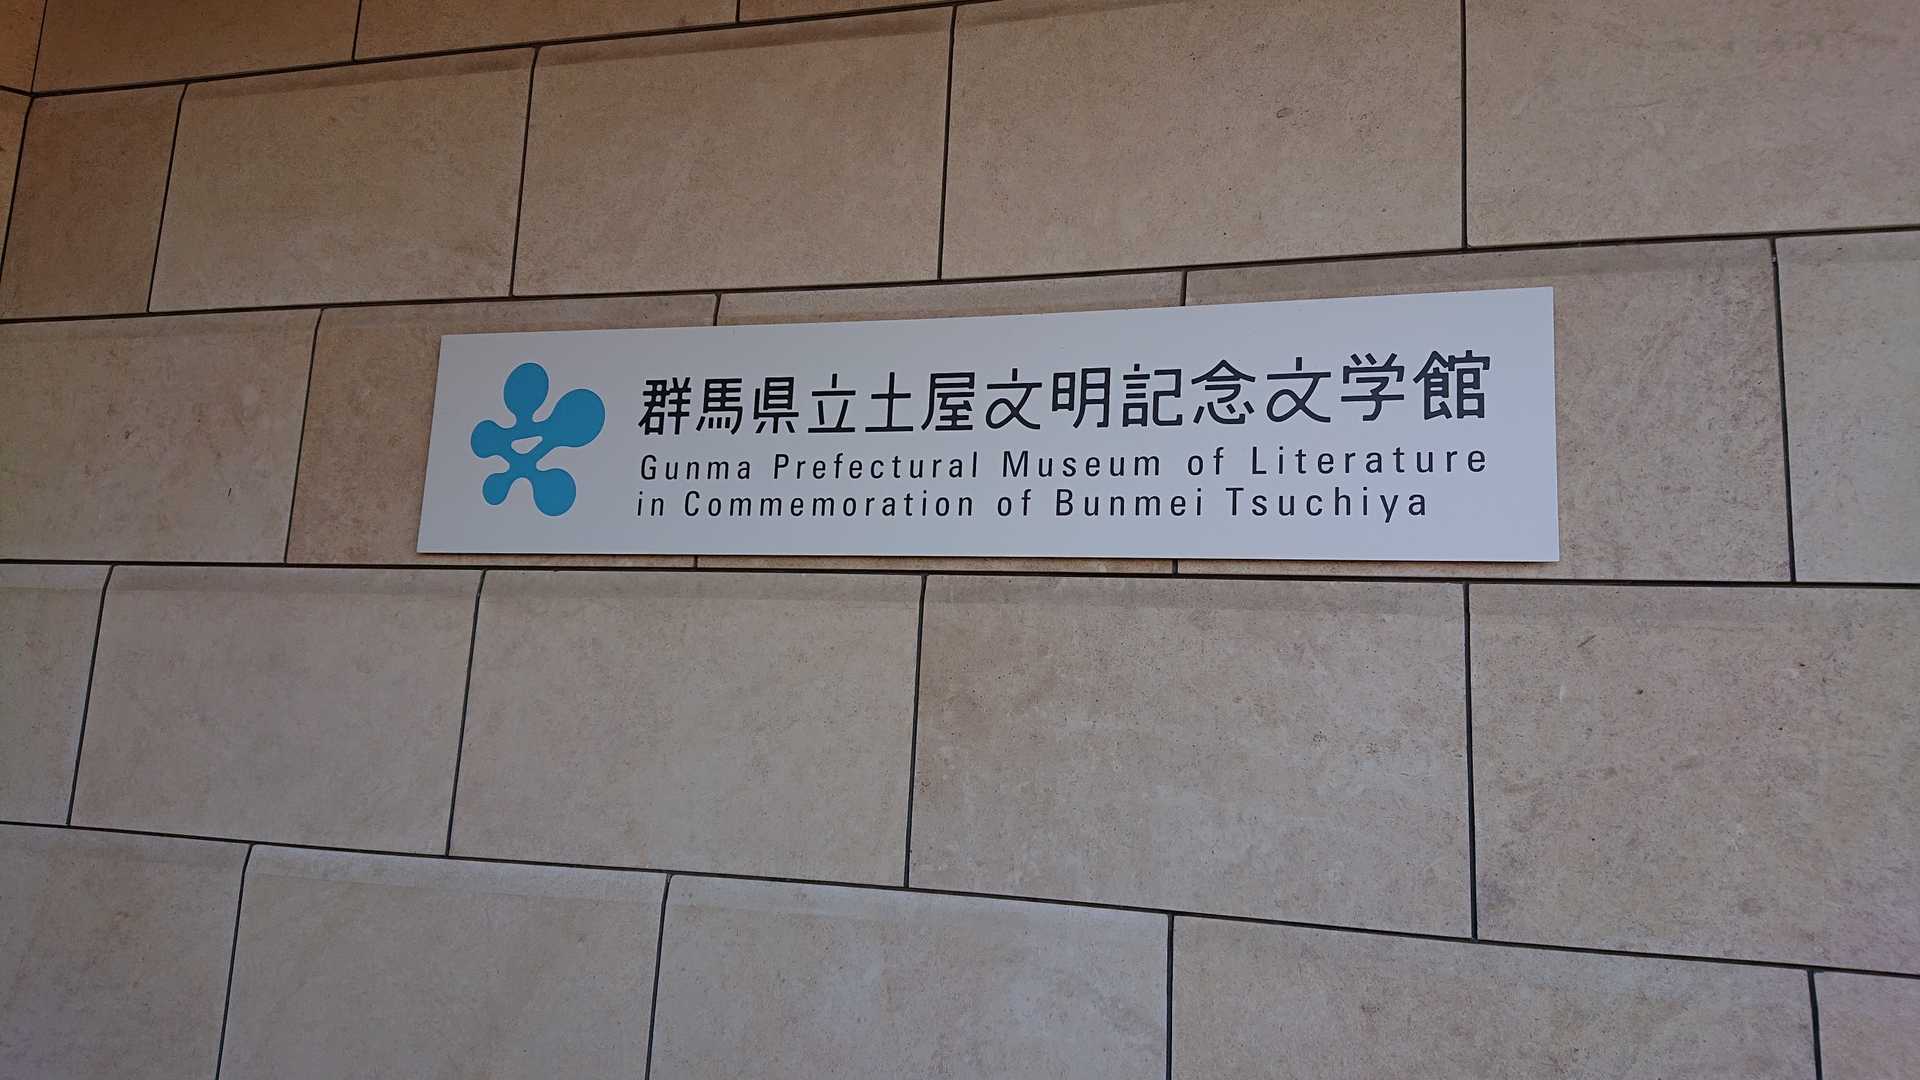 群馬県立土屋文明記念文学館
Gunma Prefectural Museum of Literature
in Commemoration of Bunmei Tsuchiya